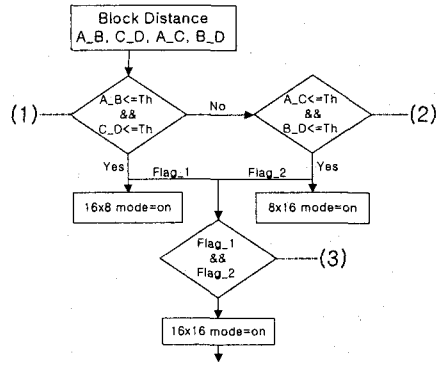 Block Distance
A_B, C_D, A_C, B_D
(1)
A_B<=Th
&&
C_D<=Th
No
A_C<=Th
&&
B_D<=Th
(2)
Yes
Flag_1
Flag_2
Yes
16x8 mode=on
8x16 mode=on
Flag_1
&&
Flag_2
(3)
16x16 mode=on